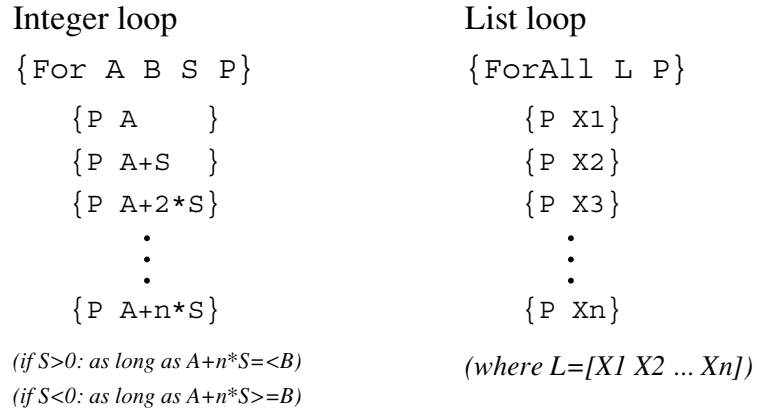 Integer loop
{For A B S P}
{P A      }
{P A+S  }
{P A+2*S}
{P A+n*S}
(if S>0: as long as A+n*S=<B)
(if S<0: as long as A+n*S>=B)
List loop
{ForAll L P}
{P X1}
{P X2}
{P X3}
{P Xn}
(where L=[X1 X2 ... Xn])